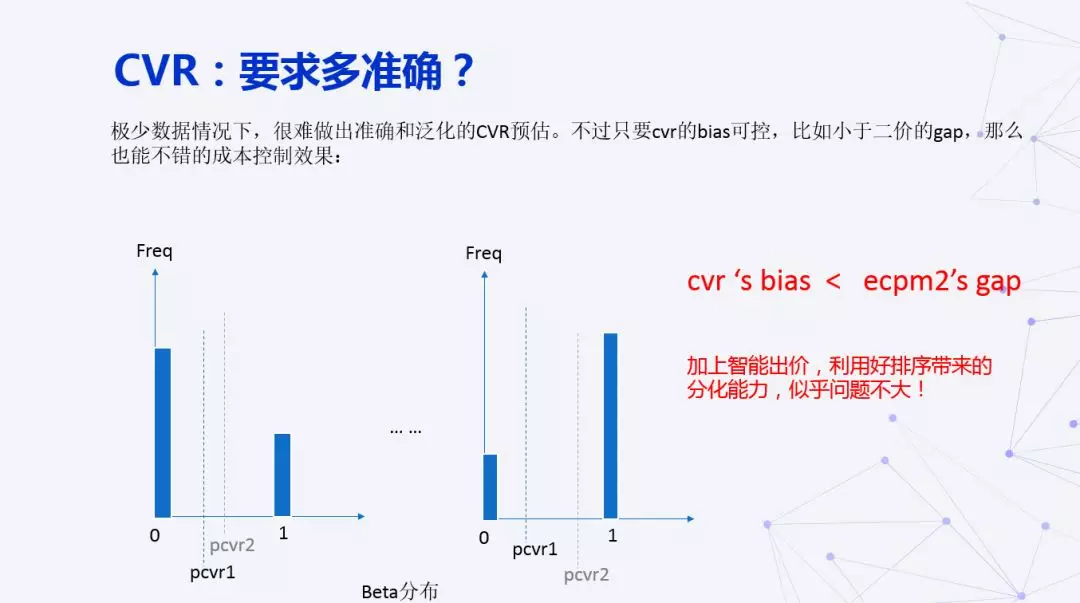 CVR：要求多准确？
极少数据情况下，很难做出准确和泛化的CVR预估。不过只要cvr的bias可控，比如小于二价的gap，那么
也能不错的成本控制效果：
Freq
Freq
cvr ‘s bias < ecpm2’s gap
加上智能出价，利用好排序带来的
分化能力，似乎问题不大！
... ...
0
1
pcvr2
pcvr1
0
1
pcvr1
pcvr2
Beta分布